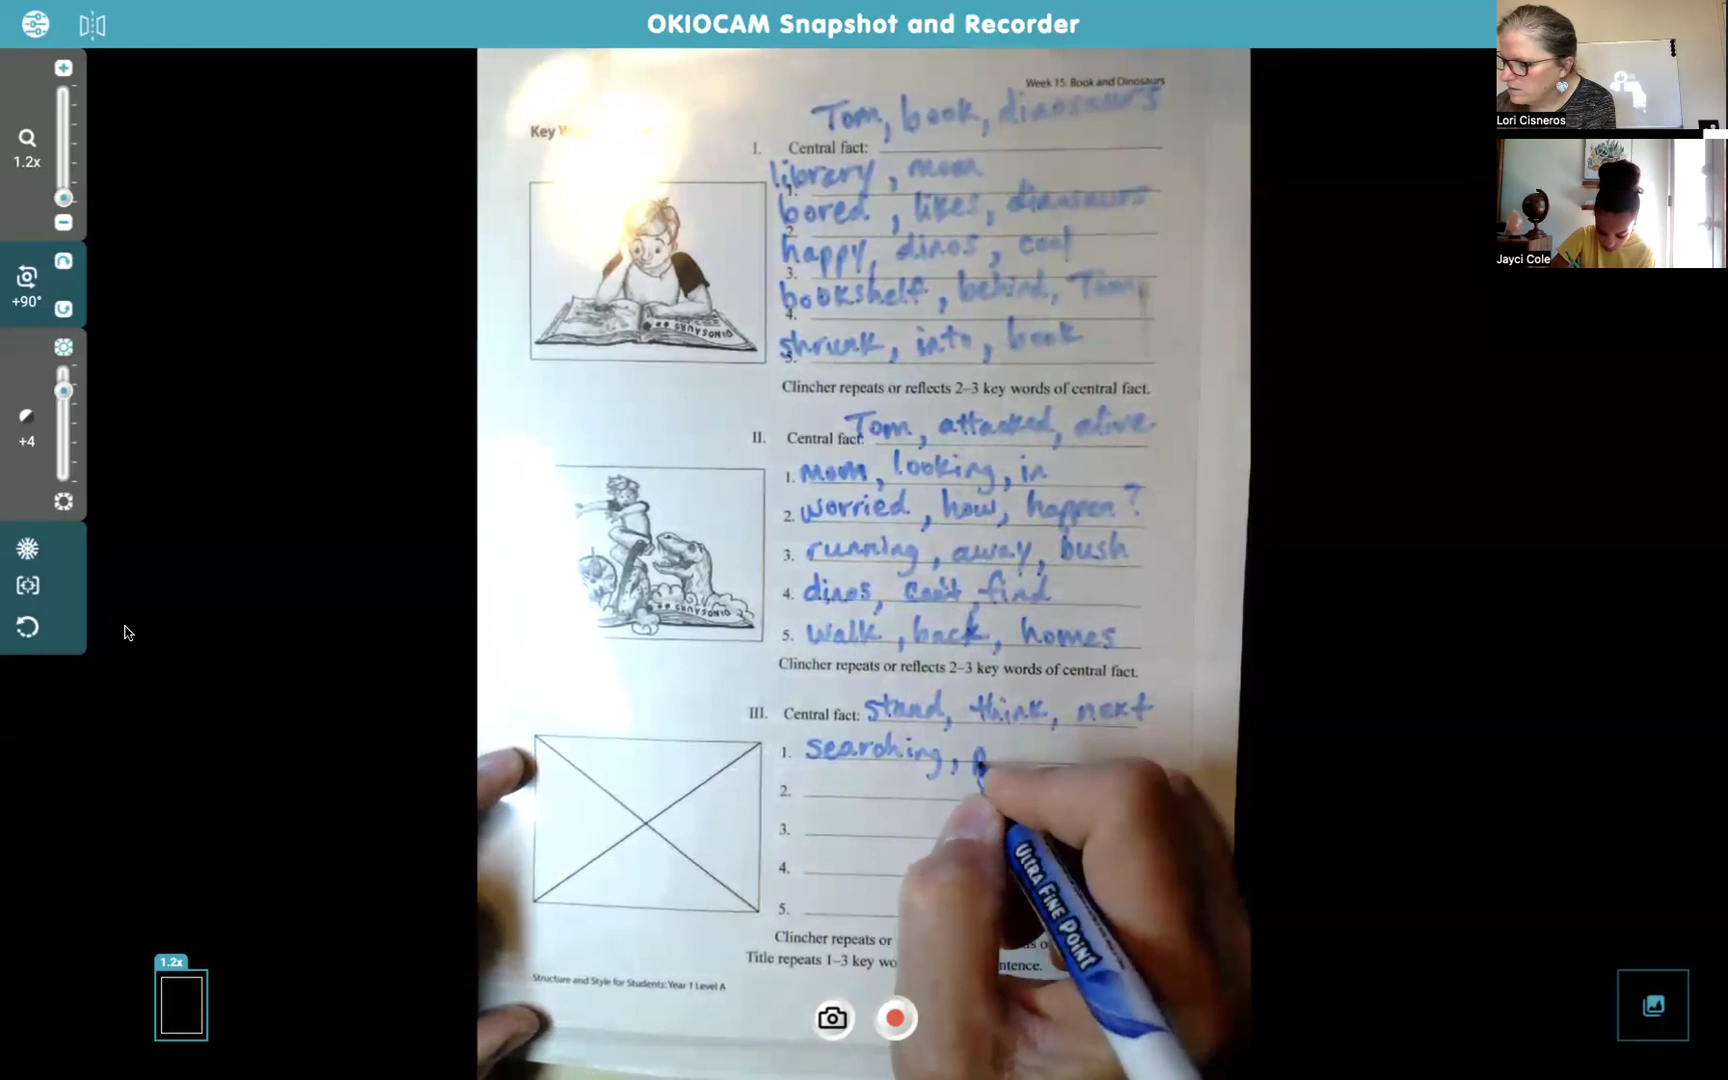 OKIOCAM Snapshot and Recorder
1.2x
+90°
+4
1.2x
Lori Cisneros
Jayci Cole
Week 15: Book and Dinosaurs
Key
Tom, book, dinosaurs
I. Central fact:
library, mom
1.
bored, likes, dinosaurs
2.
happy, dinos, cool
3.
bookshelf, behind, Tom
4.
shrunk, into, book
5.
DINOSAURS
Clincher repeats or reflects 2–3 key words of central fact.
II. Central fact: Tom, attacked, alive
1. mom, looking, in
2. worried, how, happen?
3. running, away, bush
4. dinos, can't, find
5. walk, back, homes
DINOSAURS
Clincher repeats or reflects 2–3 key words of central fact.
III. Central fact: stand, think, next
1. searching,
2.
3.
4.
5.
Clincher repeats or
Title repeats 1–3 key wo ntence.
Structure and Style for Students: Year 1 Level A
ULTRA FINE POINT